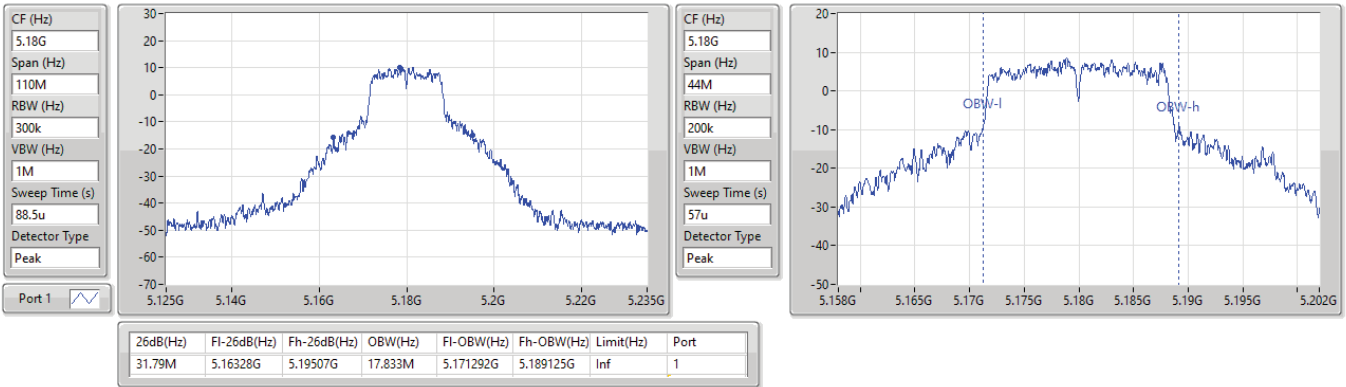 CF (Hz)
5.18G
Span (Hz)
110M
RBW (Hz)
300k
VBW (Hz)
1M
Sweep Time (s)
88.5u
Detector Type
Peak
Port 1
30
20
10
0
-10
-20
-30
-40
-50
-60
-70
5.125G 5.14G 5.16G 5.18G 5.2G 5.22G 5.235G
CF (Hz)
5.18G
Span (Hz)
44M
RBW (Hz)
200k
VBW (Hz)
1M
Sweep Time (s)
57u
Detector Type
Peak
20
10
0
-10
-20
-30
-40
-50
OBW-l OBW-h
5.158G 5.165G 5.17G 5.175G 5.18G 5.185G 5.19G 5.195G 5.202G
26dB(Hz) Fl-26dB(Hz) Fh-26dB(Hz) OBW(Hz) Fl-OBW(Hz) Fh-OBW(Hz) Limit(Hz) Port
31.79M 5.16328G 5.19507G 17.833M 5.171292G 5.189125G Inf 1